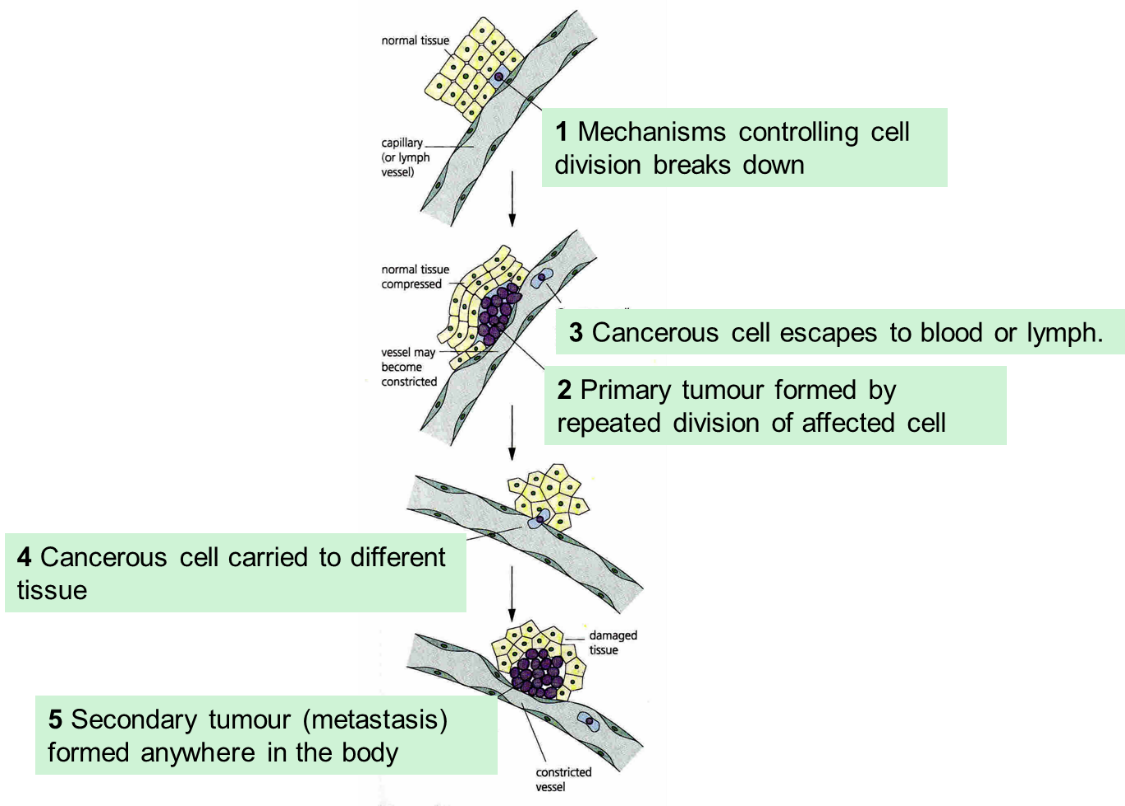 normal tissue
1 Mechanisms controlling cell
division breaks down
capillary
(or lymph
vessel)
normal tissue
compressed
3 Cancerous cell escapes to blood or lymph.
vessel may
become
constricted
2 Primary tumour formed by
repeated division of affected cell
4 Cancerous cell carried to different
tissue
damaged
tissue
5 Secondary tumour (metastasis)
formed anywhere in the body
constricted
vessel